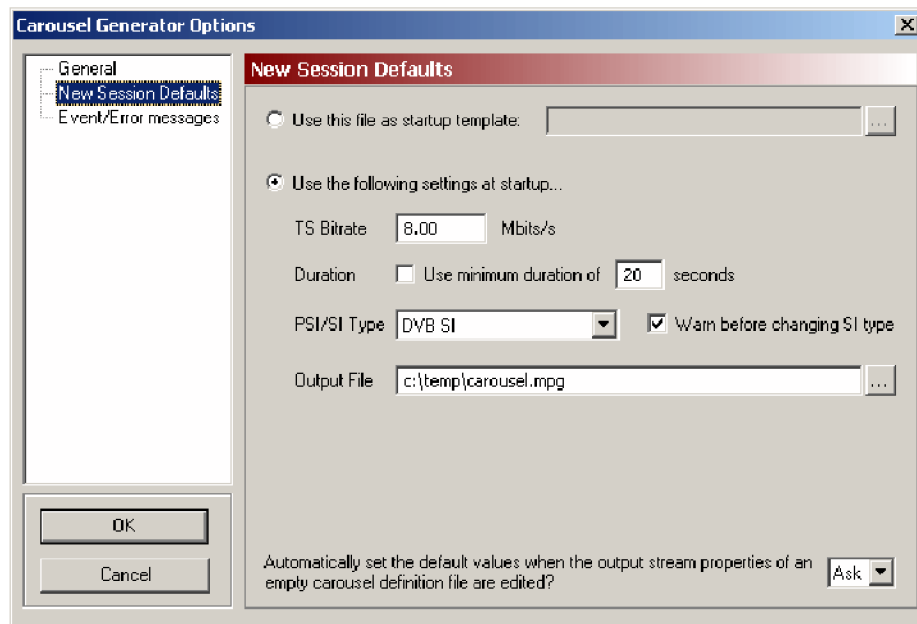 Carousel Generator Options
General
New Session Defaults
Event/Error messages
OK
Cancel
New Session Defaults
Use this file as startup template:
...
Use the following settings at startup...
TS Bitrate 8.00 Mbits/s
Duration Use minimum duration of 20 seconds
PSI/SI Type DVB SI Warn before changing SI type
Output File c:\temp\carousel.mpg ...
Automatically set the default values when the output stream properties of an
empty carousel definition file are edited? Ask